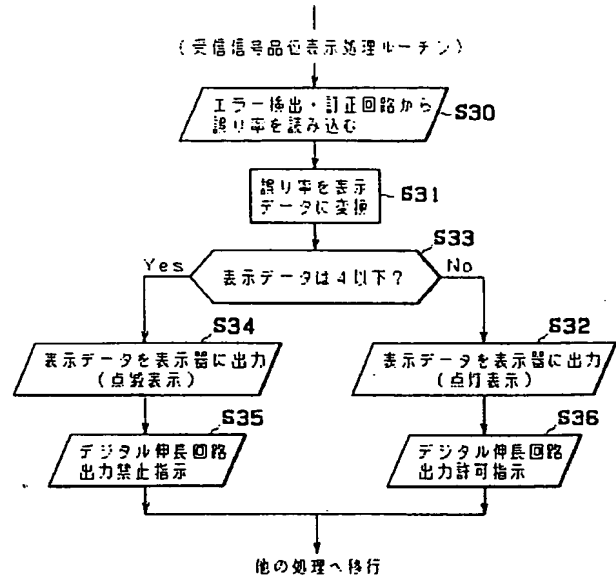 (受信信号品位表示処理ルーチン)
エラー検出・訂正回路から
誤り率を読み込む
S30
誤り率を表示
データに変換
S31
S33
表示データは4以下?
Yes
No
S34
表示データを表示器に出力
(点滅表示)
S32
表示データを表示器に出力
(点灯表示)
S35
デジタル伸長回路
出力禁止指示
S36
デジタル伸長回路
出力許可指示
他の処理へ移行